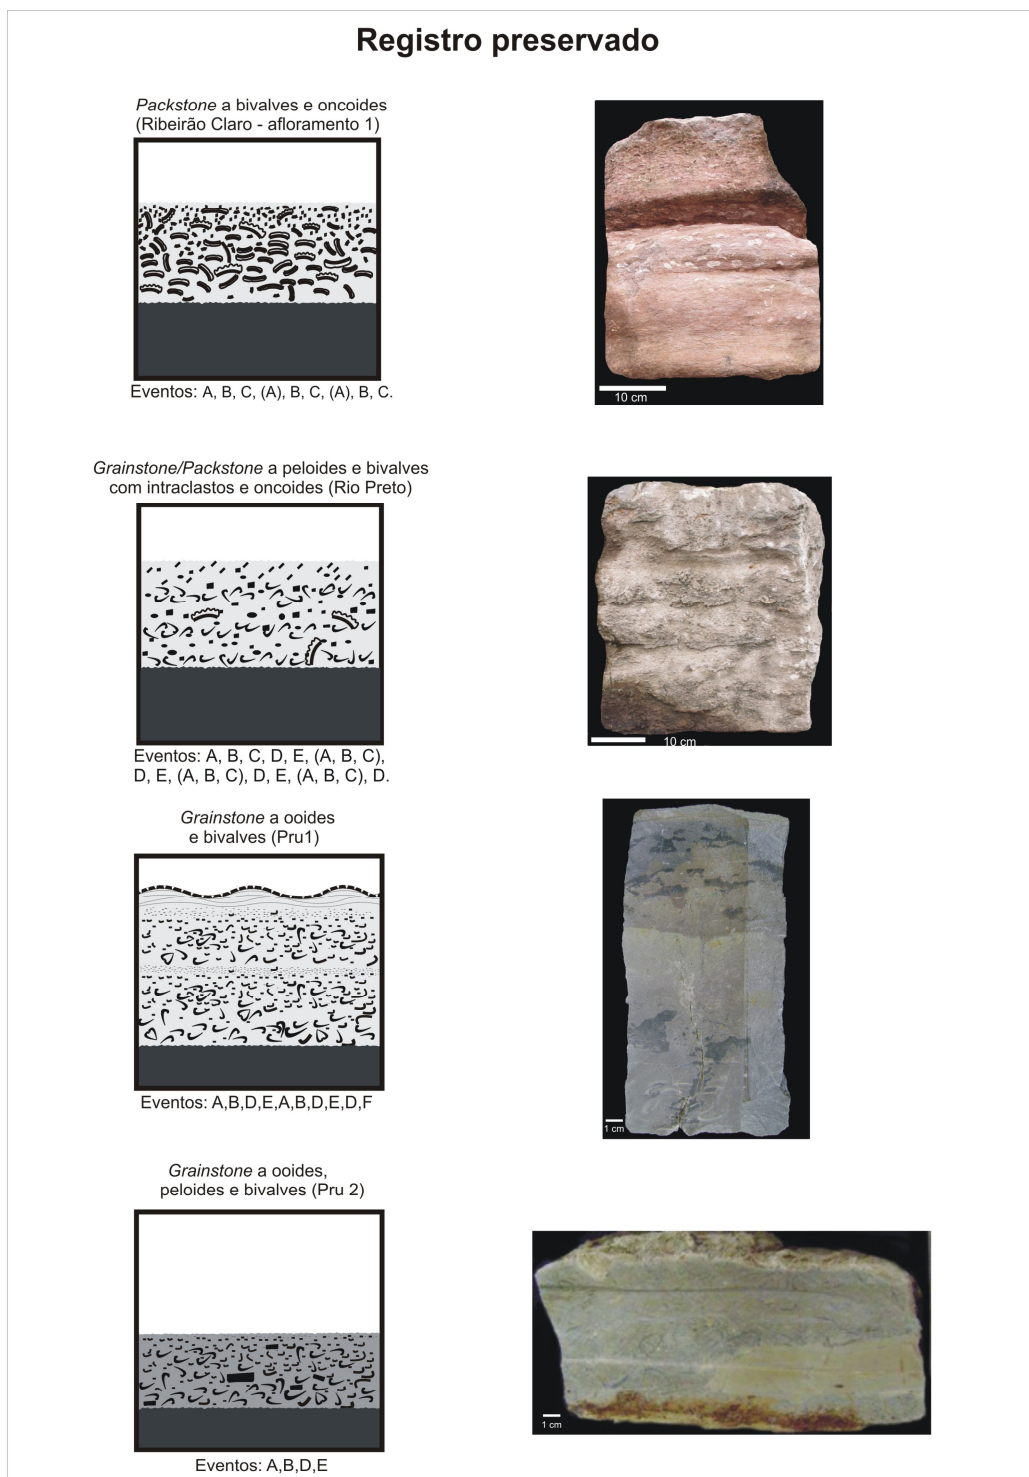 Registro preservado
Packstone a bivalves e oncoides
(Ribeirão Claro - afloramento 1)
Eventos: A, B, C, (A), B, C, (A), B, C.
10 cm
Grainstone/Packstone a peloides e bivalves
com intraclastos e oncoides (Rio Preto)
Eventos: A, B, C, D, E, (A, B, C),
D, E, (A, B, C), D, E, (A, B, C), D.
10 cm
Grainstone a ooides
e bivalves (Pru1)
Eventos: A,B,D,E,A,B,D,E,D,F
1 cm
Grainstone a ooides,
peloides e bivalves (Pru 2)
Eventos: A,B,D,E
1 cm